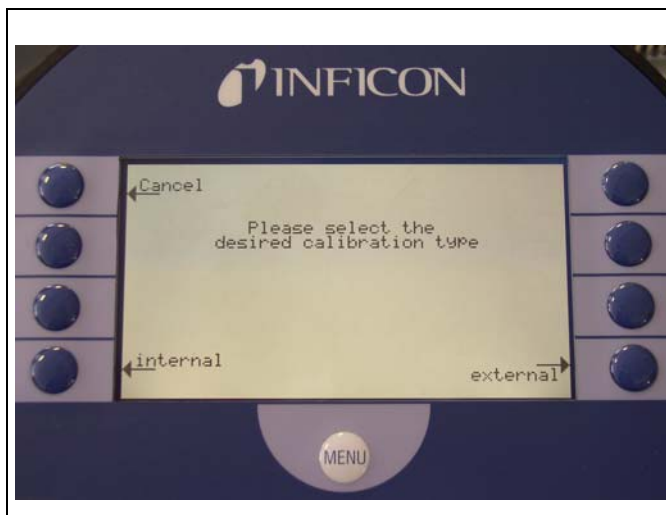 INFICON
Cancel
Please select the
desired calibration type
internal
external
MENU